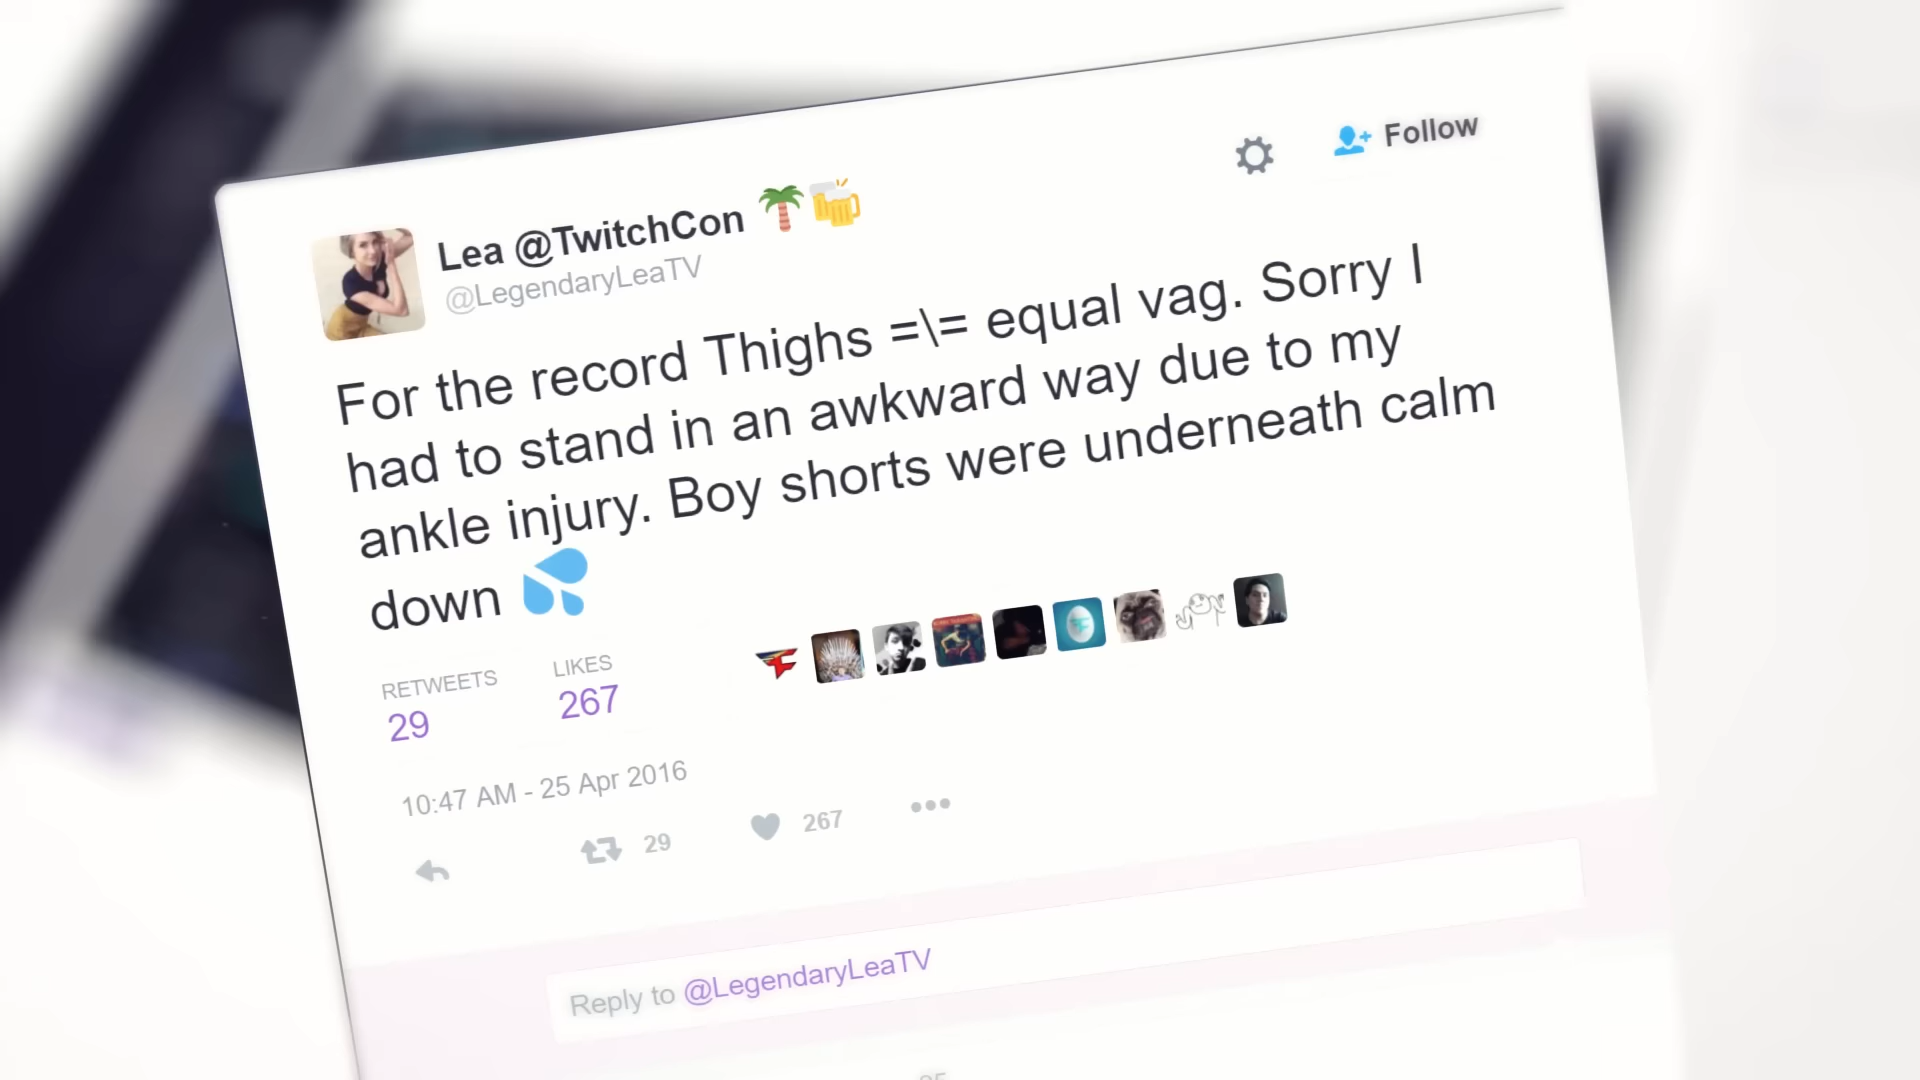 Lea @TwitchCon
@LegendaryLeaTV
Follow
For the record Thighs =\= equal vag. Sorry I
had to stand in an awkward way due to my
ankle injury. Boy shorts were underneath calm
down
RETWEETS
29
LIKES
267
10:47 AM - 25 Apr 2016
29
267
Reply to @LegendaryLeaTV